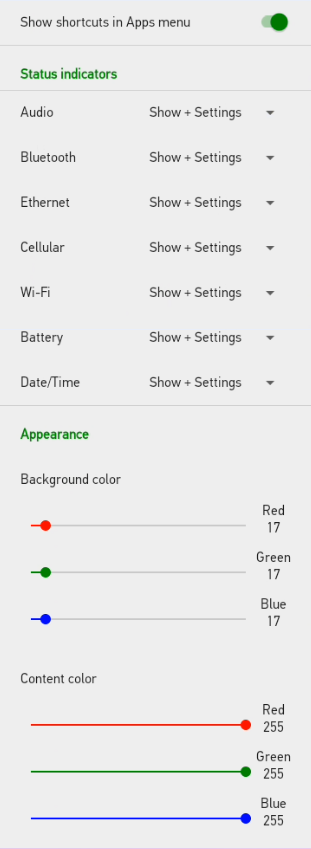 Show shortcuts in Apps menu
Status indicators
Audio Show + Settings
Bluetooth Show + Settings
Ethernet Show + Settings
Cellular Show + Settings
Wi-Fi Show + Settings
Battery Show + Settings
Date/Time Show + Settings
Appearance
Background color
Red
17
Green
17
Blue
17
Content color
Red
255
Green
255
Blue
255